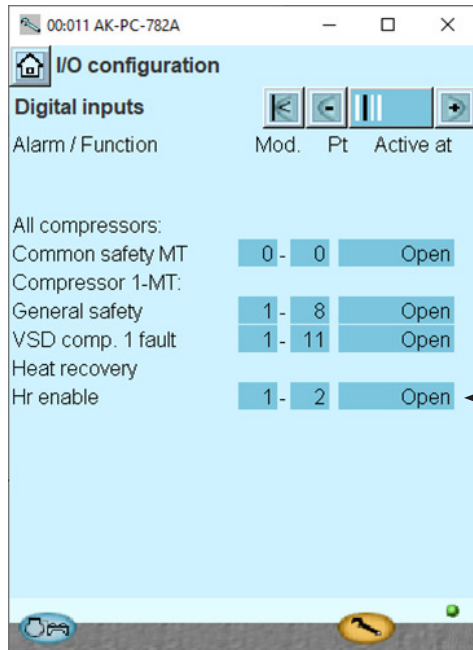 00:011 AK-PC-782A
I/O configuration
Digital inputs
Alarm / Function Mod. Pt Active at
All compressors:
Common safety MT 0 - 0 Open
Compressor 1-MT:
General safety 1 - 8 Open
VSD comp. 1 fault 1 - 11 Open
Heat recovery
Hr enable 1 - 2 Open